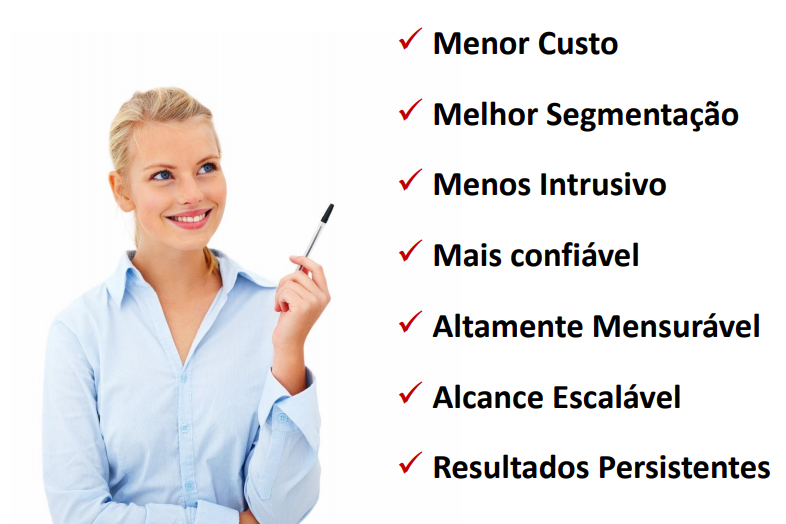 Menor Custo
Melhor Segmentação
Menos Intrusivo
Mais confiável
Altamente Mensurável
Alcance Escalável
Resultados Persistentes